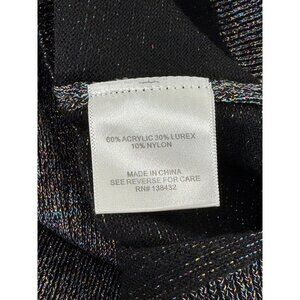 60% ACRYLIC 30% LUREX
10% NYLON
MADE IN CHINA
SEE REVERSE FOR CARE
RN# 138432